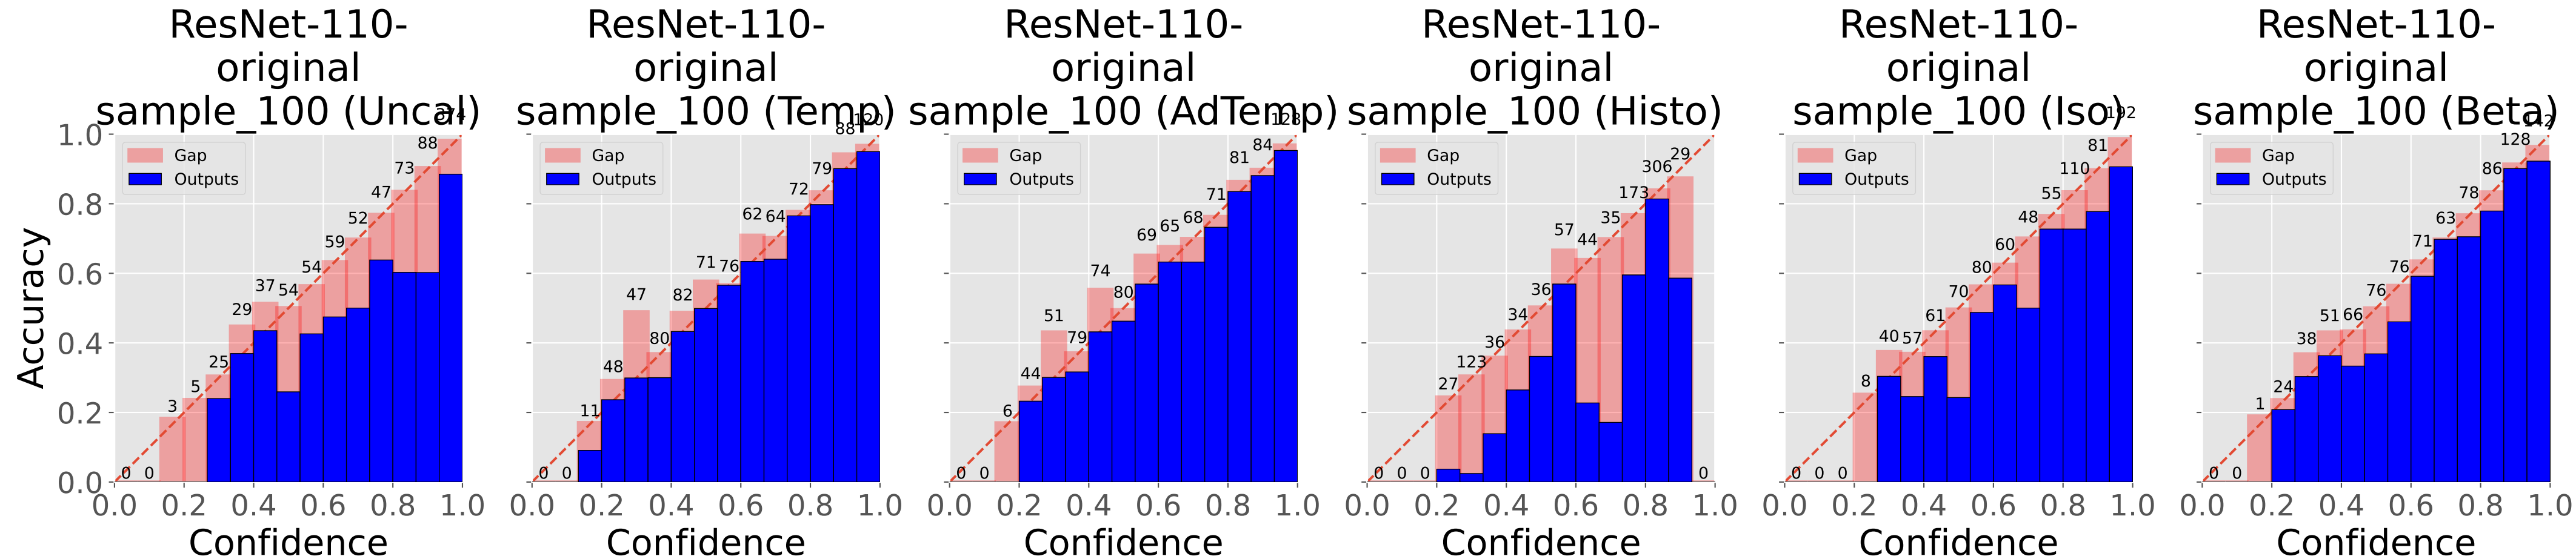 ResNet-110-
original
sample_100 (Uncal)
ResNet-110-
original
sample_100 (Temp)
ResNet-110-
original
sample_100 (AdTemp)
ResNet-110-
original
sample_100 (Histo)
ResNet-110-
original
sample_100 (Iso)
ResNet-110-
original
sample_100 (Beta)
Accuracy
1.0
0.8
0.6
0.4
0.2
0.0
Gap
Outputs
0 0 3 5 25 29 37 54 54 59 52 47 73 88 374
0.0 0.2 0.4 0.6 0.8 1.0
Confidence
Gap
Outputs
0 0 11 48 47 80 82 71 76 62 64 72 79 88 120
0.0 0.2 0.4 0.6 0.8 1.0
Confidence
Gap
Outputs
0 0 6 44 51 79 74 80 69 65 68 71 81 84 128
0.0 0.2 0.4 0.6 0.8 1.0
Confidence
Gap
Outputs
0 0 0 27 123 36 34 36 57 44 35 173 306 29 0
0.0 0.2 0.4 0.6 0.8 1.0
Confidence
Gap
Outputs
0 0 0 8 40 57 61 70 80 60 48 55 110 81 192
0.0 0.2 0.4 0.6 0.8 1.0
Confidence
Gap
Outputs
0 0 1 24 38 51 66 76 76 71 63 78 86 128 142
0.0 0.2 0.4 0.6 0.8 1.0
Confidence